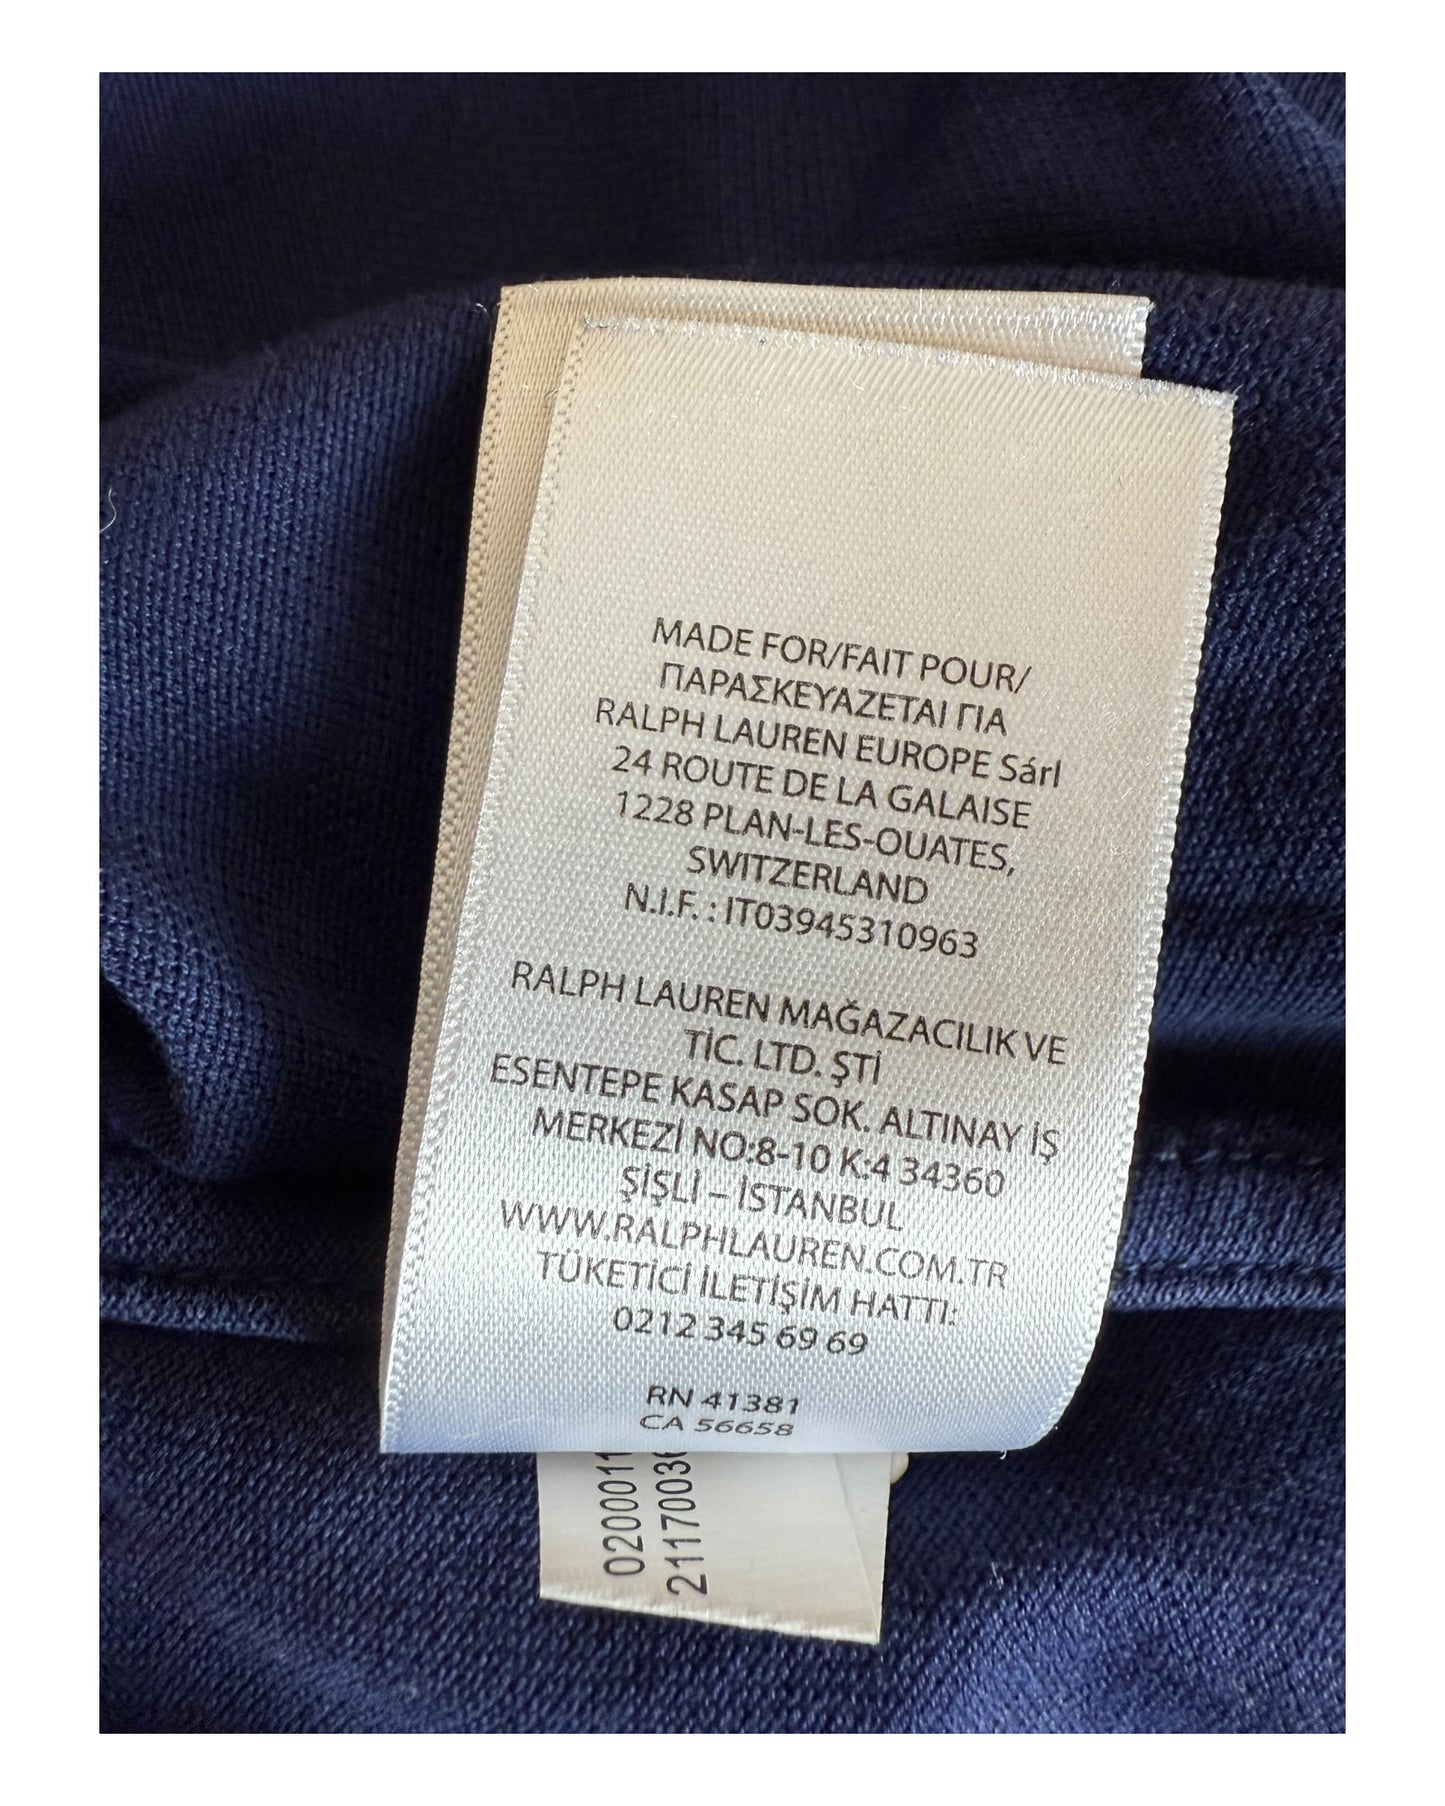 MADE FOR/FAIT POUR/
ΠΑΡΑΣΚΕΥΑΖΕΤΑΙ ΓΙΑ
RALPH LAUREN EUROPE Sárl
24 ROUTE DE LA GALAISE
1228 PLAN-LES-OUATES,
SWITZERLAND
N.I.F. : IT03945310963
RALPH LAUREN MAĞAZACILIK VE
TİC. LTD. ŞTİ
ESENTEPE KASAP SOK. ALTINAY İŞ
MERKEZİ NO:8-10 K:4 34360
ŞİŞLİ – İSTANBUL
WWW.RALPHLAUREN.COM.TR
TÜKETİCİ İLETİŞİM HATTI:
0212 345 69 69
RN 41381
CA 56658